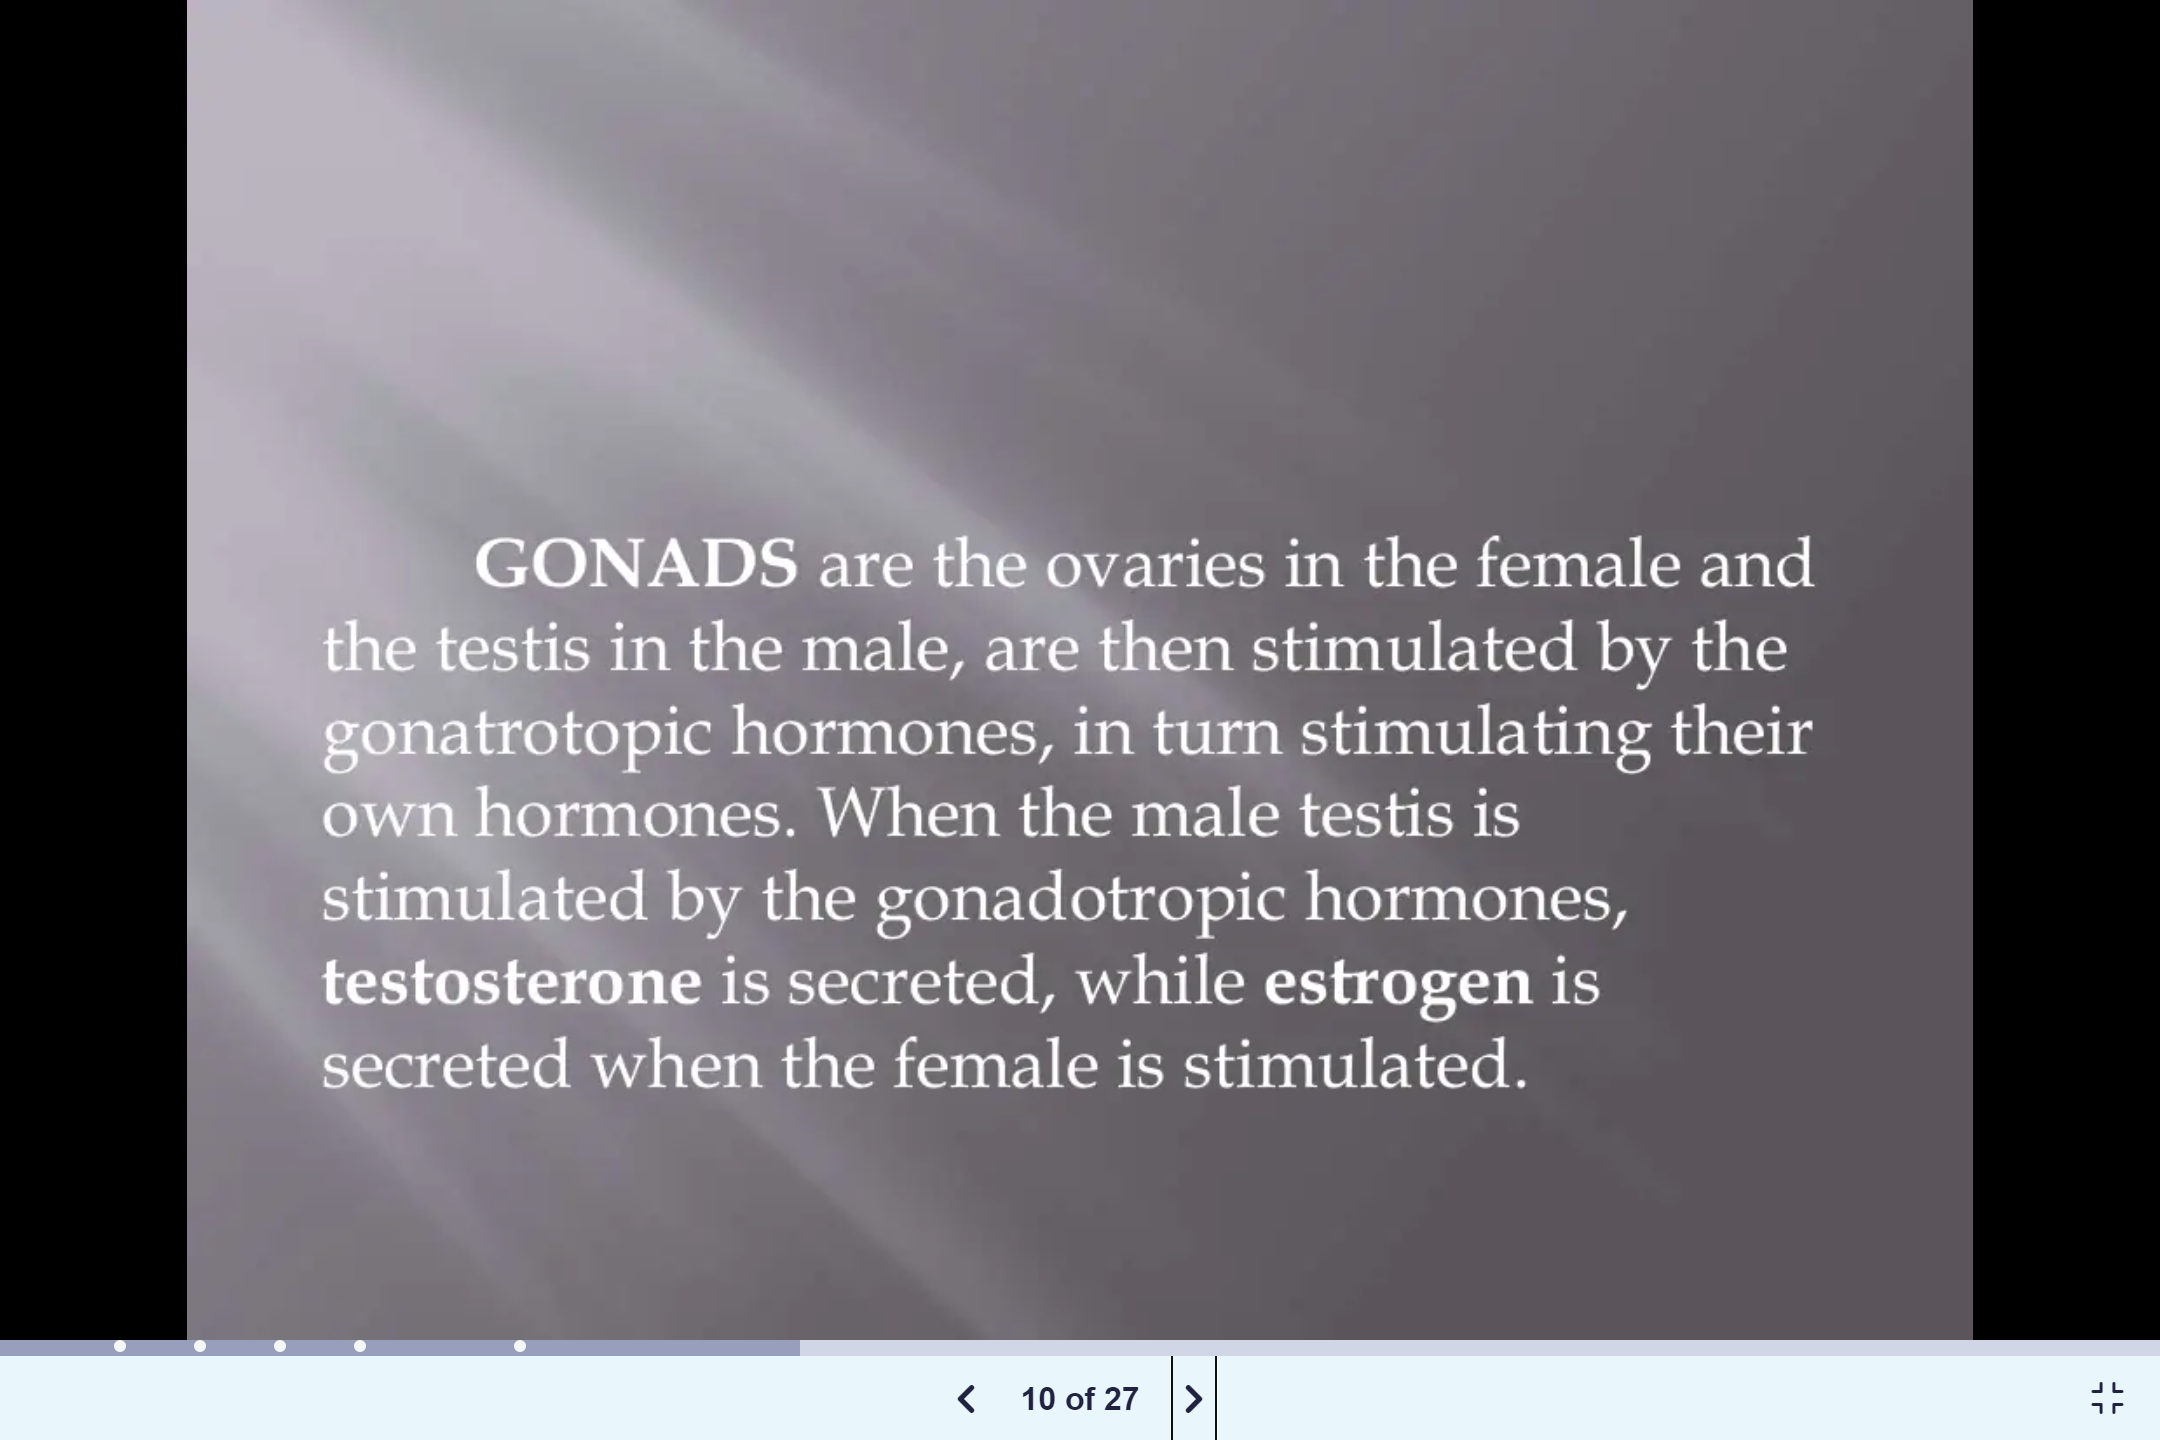 GONADS are the ovaries in the female and
the testis in the male, are then stimulated by the
gonatrotopic hormones, in turn stimulating their
own hormones. When the male testis is
stimulated by the gonadotropic hormones,
testosterone is secreted, while estrogen is
secreted when the female is stimulated.
10 of 27